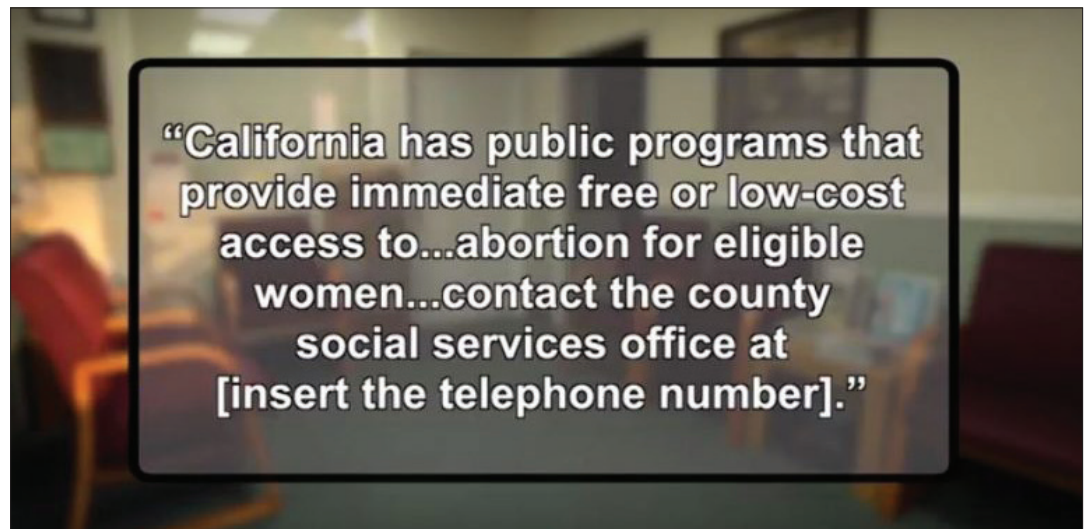 “California has public programs that
provide immediate free or low-cost
access to...abortion for eligible
women...contact the county
social services office at
[insert the telephone number].”